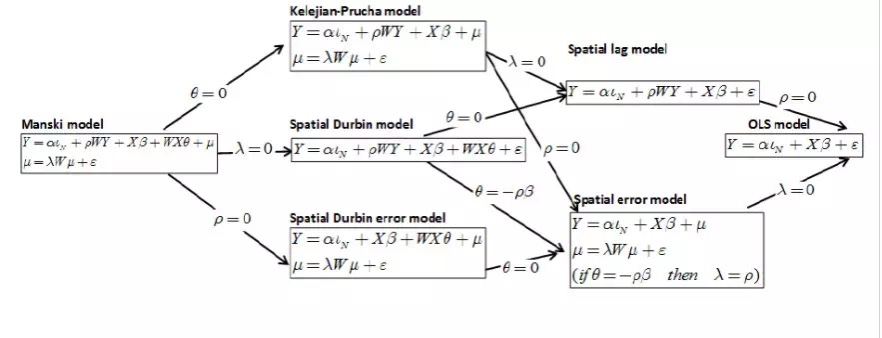 Kelejian-Prucha model
Y = αι_N + ρWY + Xβ + μ
μ = λWμ + ε
Spatial lag model
λ = 0
θ = 0
Y = αι_N + ρWY + Xβ + ε
ρ = 0
Manski model
Spatial Durbin model
θ = 0
OLS model
Y = αι_N + ρWY + Xβ + WXθ + μ
μ = λWμ + ε
λ = 0
Y = αι_N + ρWY + Xβ + WXθ + ε
ρ = 0
Y = αι_N + Xβ + ε
θ = −ρβ
Spatial error model
λ = 0
ρ = 0
Spatial Durbin error model
Y = αι_N + Xβ + WXθ + μ
μ = λWμ + ε
θ = 0
Y = αι_N + Xβ + μ
μ = λWμ + ε
(if θ = −ρβ then λ = ρ)